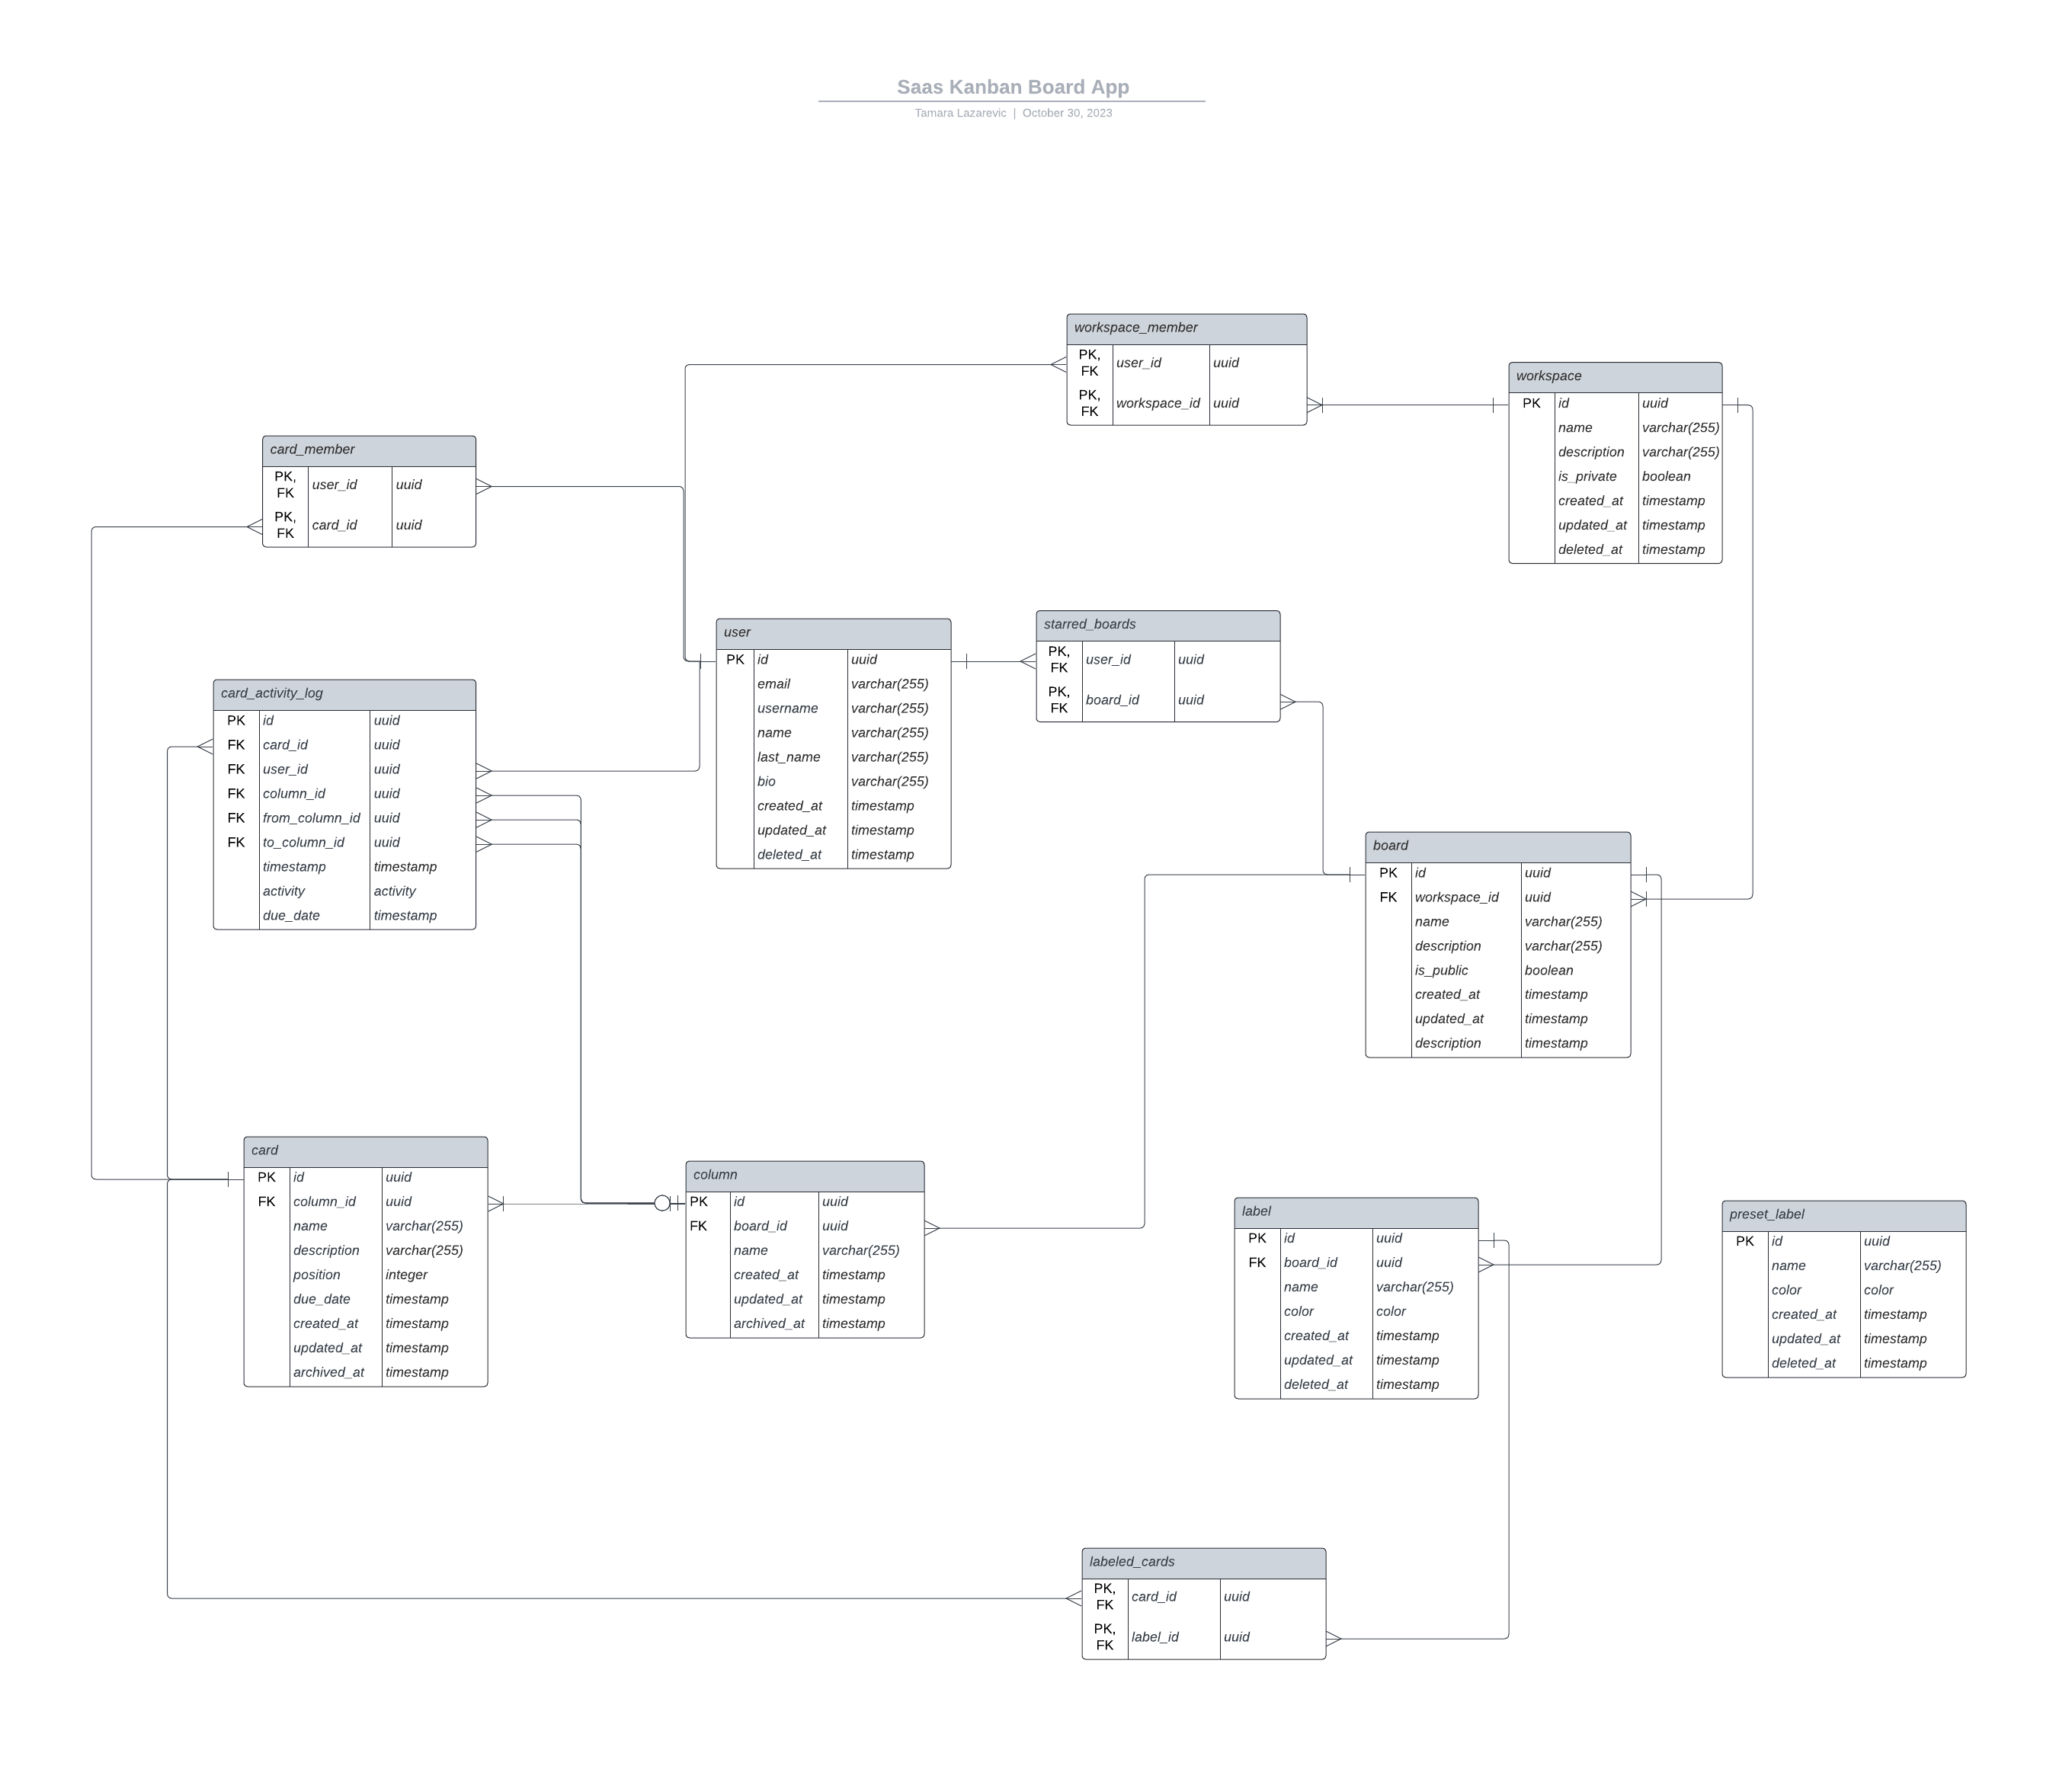 Saas Kanban Board App
Tamara Lazarevic | October 30, 2023
workspace_member
PK, FK user_id uuid
PK, FK workspace_id uuid
workspace
PK id uuid
name varchar(255)
description varchar(255)
is_private boolean
created_at timestamp
updated_at timestamp
deleted_at timestamp
card_member
PK, FK user_id uuid
PK, FK card_id uuid
user
PK id uuid
email varchar(255)
username varchar(255)
name varchar(255)
last_name varchar(255)
bio varchar(255)
created_at timestamp
updated_at timestamp
deleted_at timestamp
starred_boards
PK, FK user_id uuid
PK, FK board_id uuid
card_activity_log
PK id uuid
FK card_id uuid
FK user_id uuid
FK column_id uuid
FK from_column_id uuid
FK to_column_id uuid
timestamp timestamp
activity activity
due_date timestamp
board
PK id uuid
FK workspace_id uuid
name varchar(255)
description varchar(255)
is_public boolean
created_at timestamp
updated_at timestamp
description timestamp
card
PK id uuid
FK column_id uuid
name varchar(255)
description varchar(255)
position integer
due_date timestamp
created_at timestamp
updated_at timestamp
archived_at timestamp
column
PK id uuid
FK board_id uuid
name varchar(255)
created_at timestamp
updated_at timestamp
archived_at timestamp
label
PK id uuid
FK board_id uuid
name varchar(255)
color color
created_at timestamp
updated_at timestamp
deleted_at timestamp
preset_label
PK id uuid
name varchar(255)
color color
created_at timestamp
updated_at timestamp
deleted_at timestamp
labeled_cards
PK, FK card_id uuid
PK, FK label_id uuid